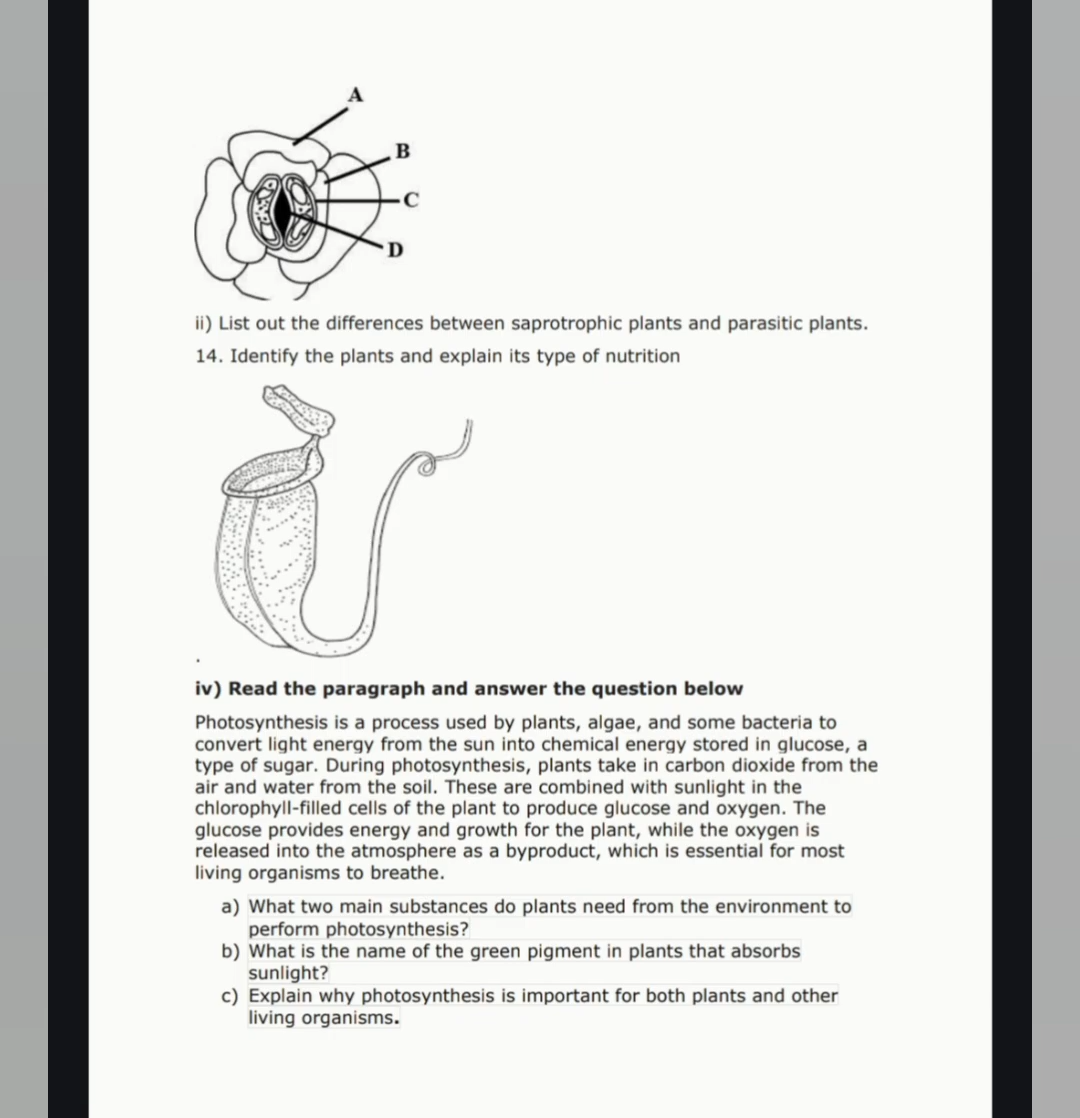 A
B
C
D
ii) List out the differences between saprotrophic plants and parasitic plants.
14. Identify the plants and explain its type of nutrition
.
iv) Read the paragraph and answer the question below
Photosynthesis is a process used by plants, algae, and some bacteria to
convert light energy from the sun into chemical energy stored in glucose, a
type of sugar. During photosynthesis, plants take in carbon dioxide from the
air and water from the soil. These are combined with sunlight in the
chlorophyll-filled cells of the plant to produce glucose and oxygen. The
glucose provides energy and growth for the plant, while the oxygen is
released into the atmosphere as a byproduct, which is essential for most
living organisms to breathe.
a) What two main substances do plants need from the environment to
perform photosynthesis?
b) What is the name of the green pigment in plants that absorbs
sunlight?
c) Explain why photosynthesis is important for both plants and other
living organisms.